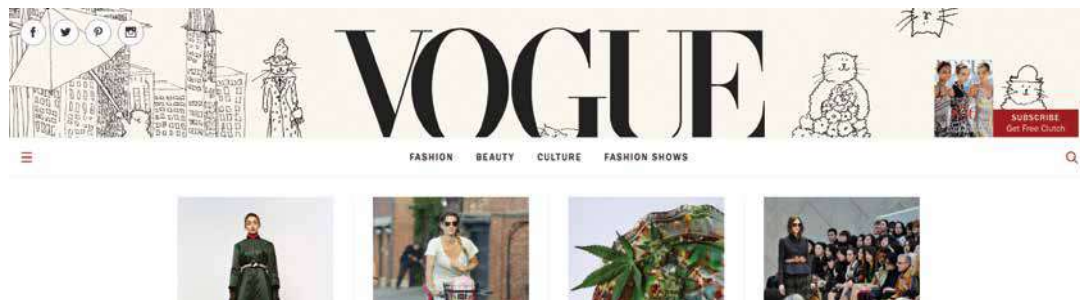 VOGUE
SUBSCRIBE
Get Free Clutch
FASHION BEAUTY CULTURE FASHION SHOWS